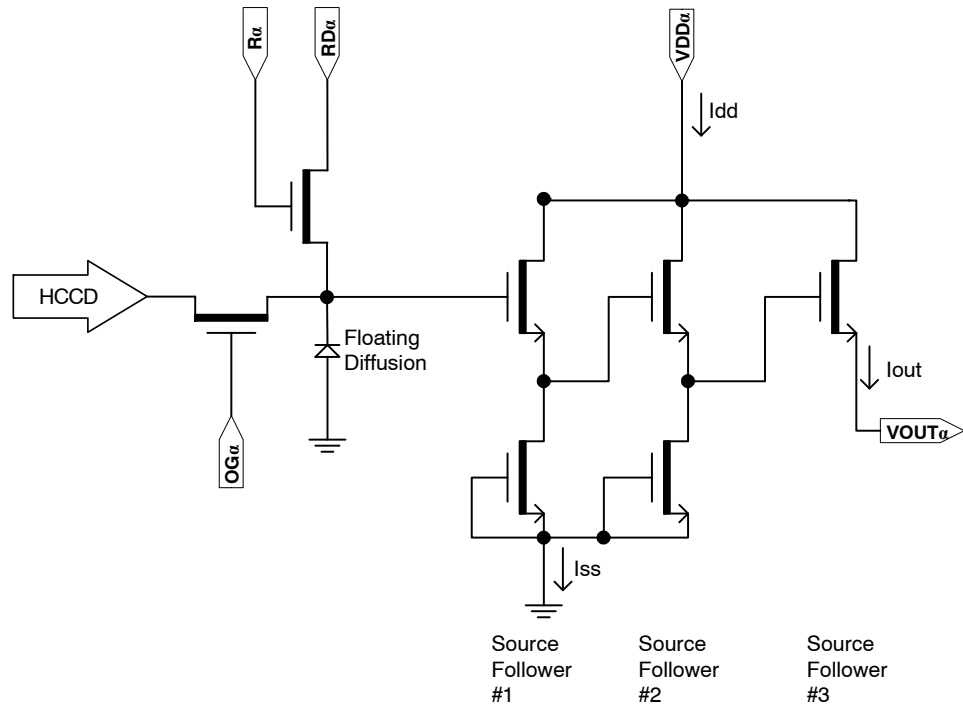 Rα
RDα
VDDα
Idd
HCCD
Floating
Diffusion
OGα
Iout
VOUTα
Iss
Source
Follower
#1
Source
Follower
#2
Source
Follower
#3